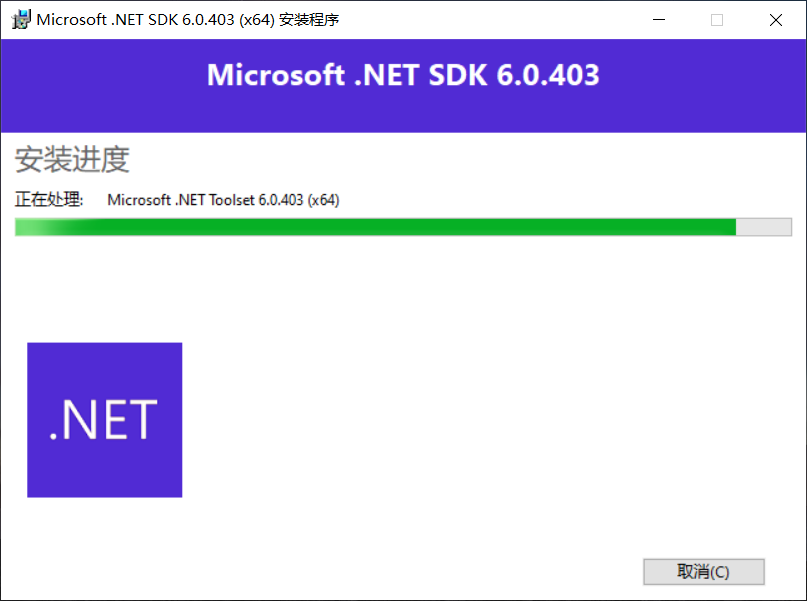 Microsoft .NET SDK 6.0.403 (x64) 安装程序
Microsoft .NET SDK 6.0.403
安装进度
正在处理: Microsoft .NET Toolset 6.0.403 (x64)
.NET
取消(C)